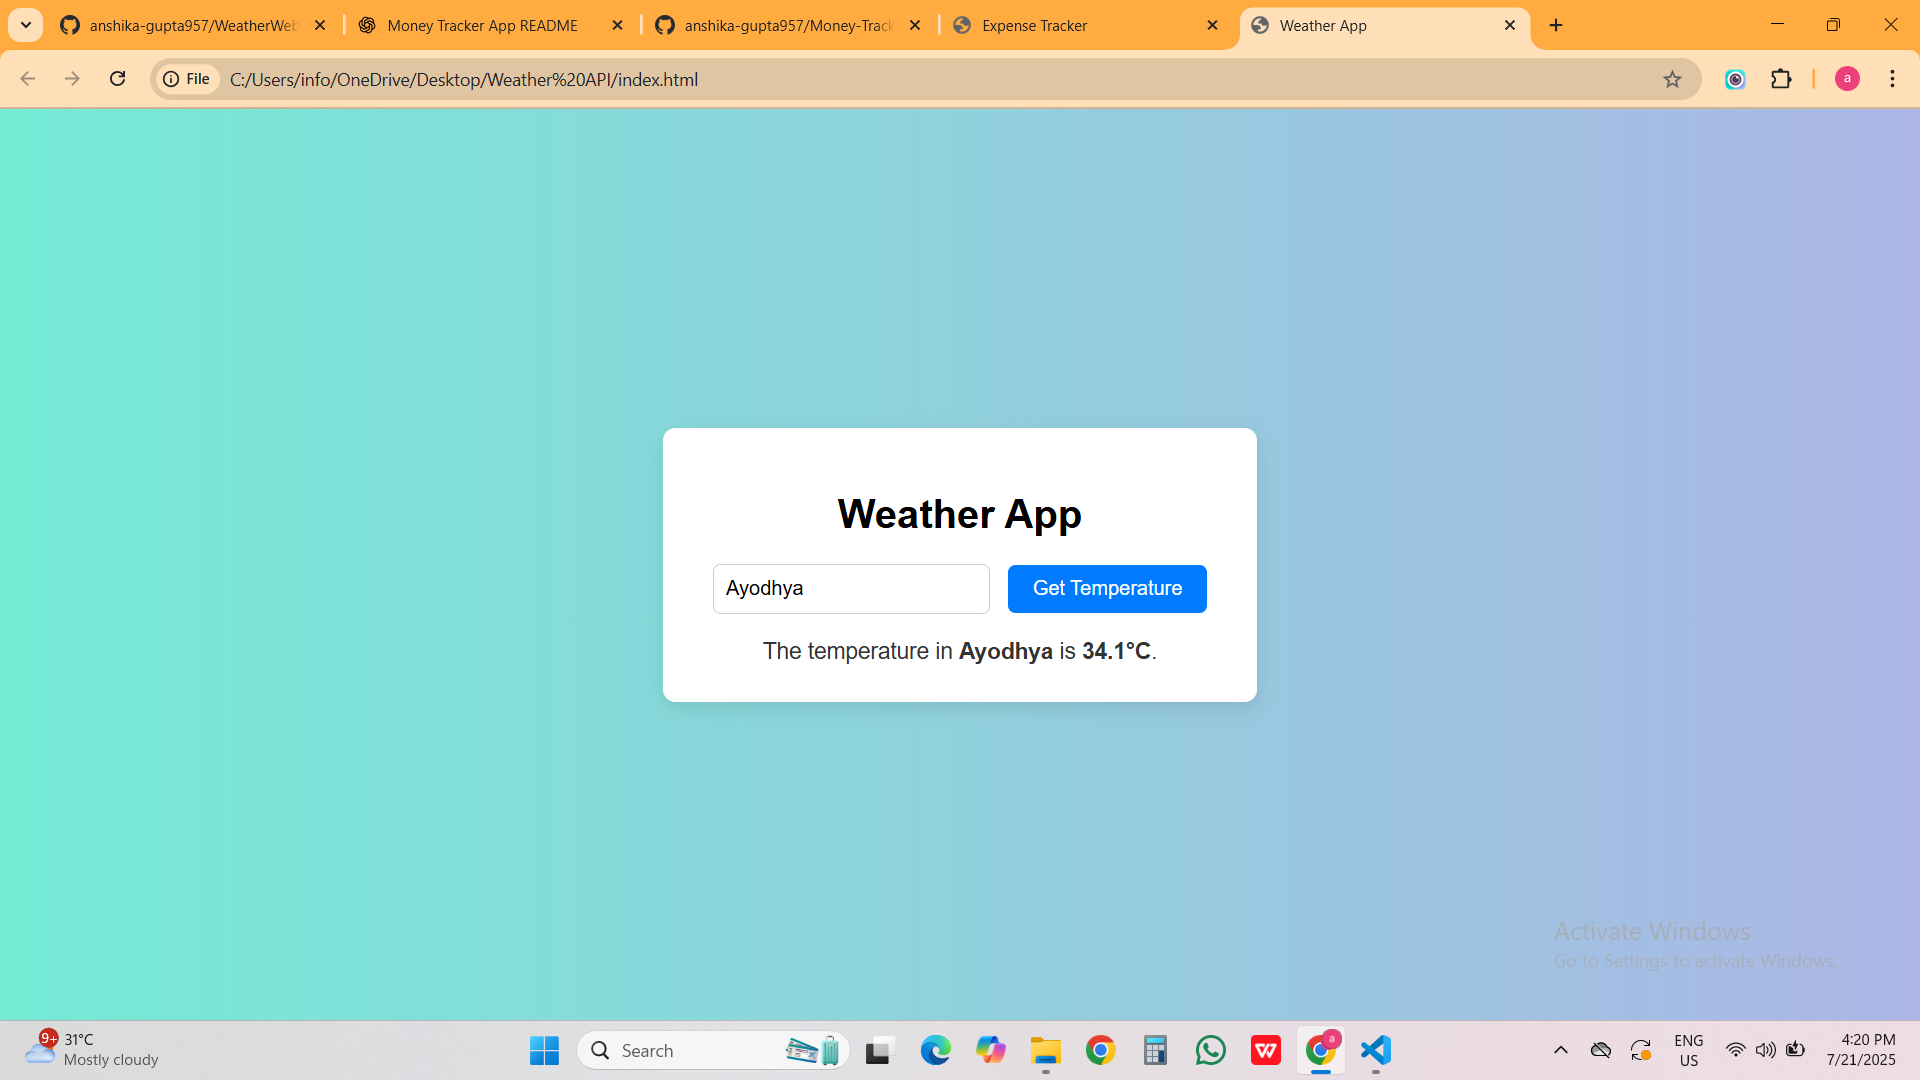 anshika-gupta957/WeatherWeb
Money Tracker App README
anshika-gupta957/Money-Track
Expense Tracker
Weather App
File
C:/Users/info/OneDrive/Desktop/Weather%20API/index.html
a
Weather App
Ayodhya
Get Temperature
The temperature in Ayodhya is 34.1°C.
Activate Windows
Go to Settings to activate Windows.
9+
31°C
Mostly cloudy
Search
W
a
ENG
US
4:20 PM
7/21/2025